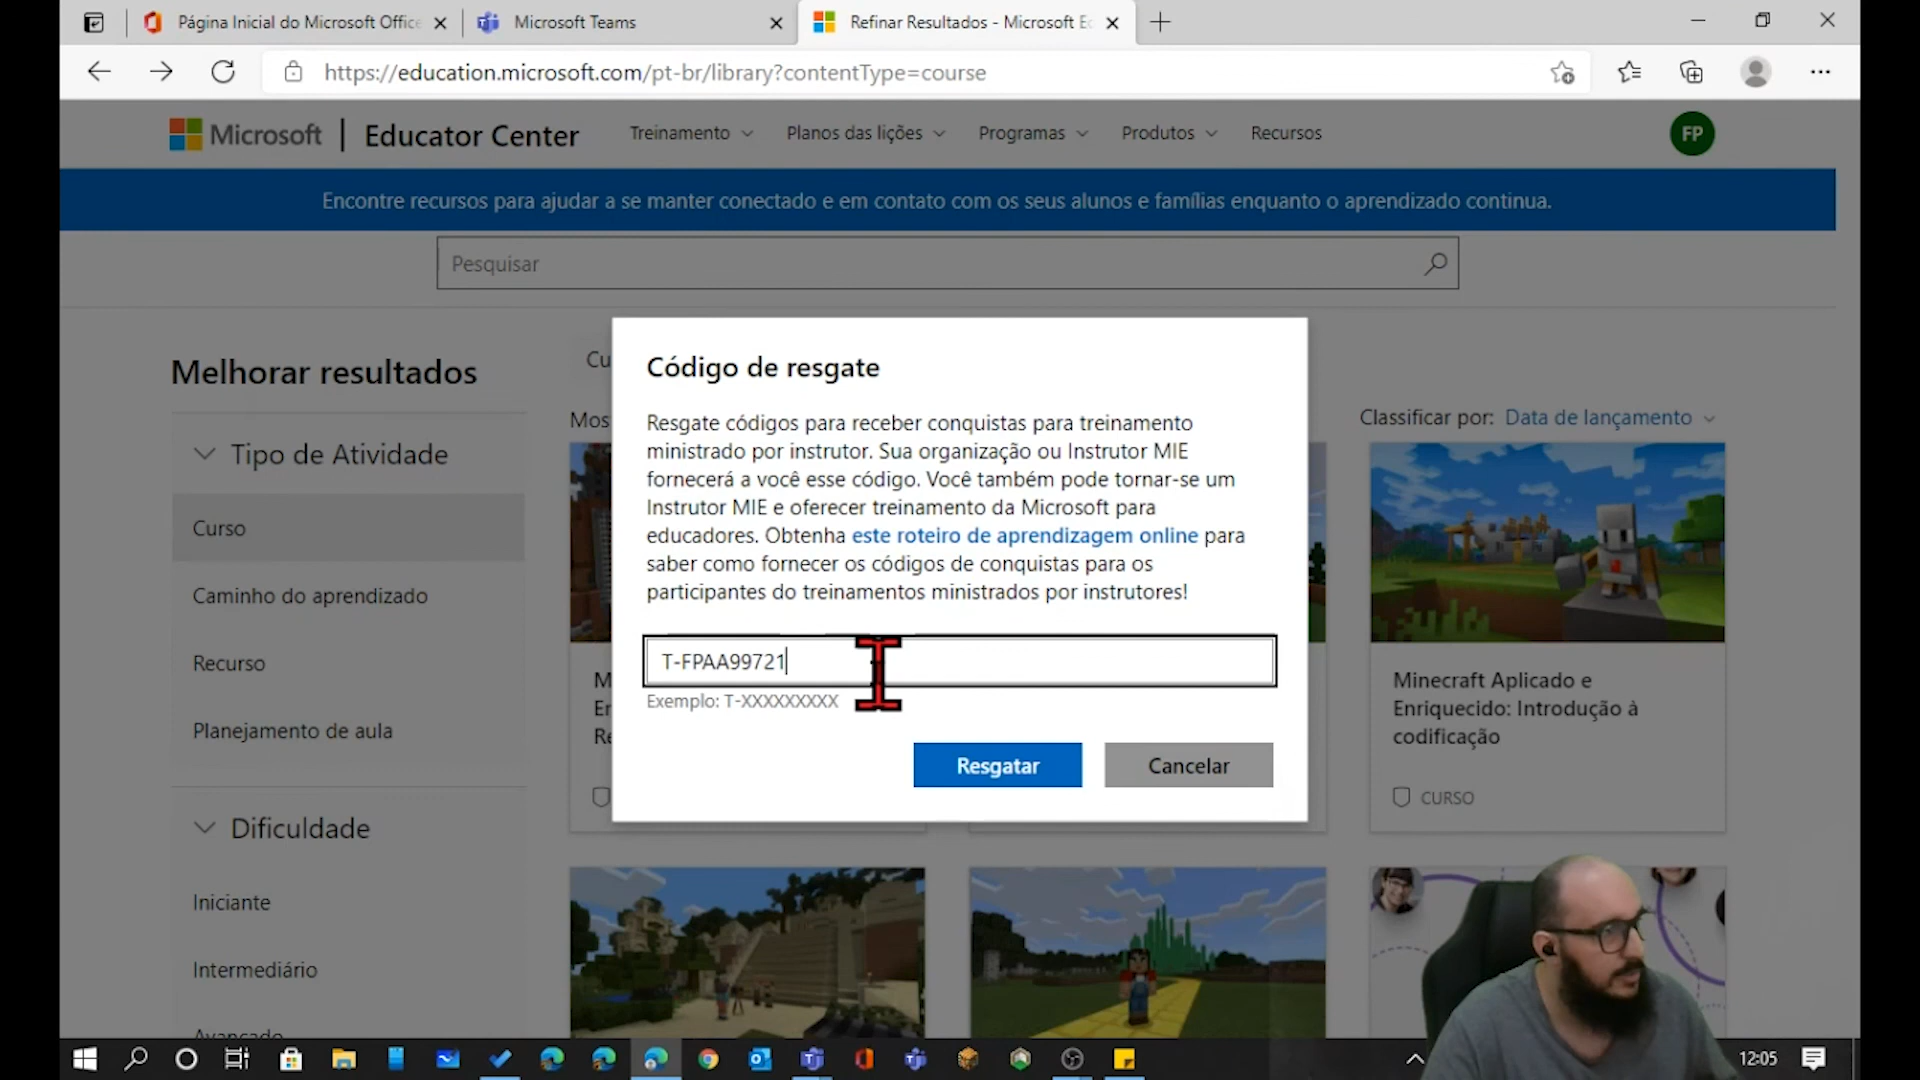 Página Inicial do Microsoft Office
Microsoft Teams
Refinar Resultados - Microsoft Ec
https://education.microsoft.com/pt-br/library?contentType=course
Microsoft | Educator Center
Treinamento
Planos das lições
Programas
Produtos
Recursos
FP
Encontre recursos para ajudar a se manter conectado e em contato com os seus alunos e famílias enquanto o aprendizado continua.
Pesquisar
Melhorar resultados
Tipo de Atividade
Curso
Caminho do aprendizado
Recurso
Planejamento de aula
Dificuldade
Iniciante
Intermediário
Avançado
Cu
Mos
Classificar por: Data de lançamento
Código de resgate
Resgate códigos para receber conquistas para treinamento
ministrado por instrutor. Sua organização ou Instrutor MIE
fornecerá a você esse código. Você também pode tornar-se um
Instrutor MIE e oferecer treinamento da Microsoft para
educadores. Obtenha este roteiro de aprendizagem online para
saber como fornecer os códigos de conquistas para os
participantes do treinamentos ministrados por instrutores!
T-FPAA99721
Exemplo: T-XXXXXXXXX
Resgatar
Cancelar
M
Er
Re
Minecraft Aplicado e
Enriquecido: Introdução à
codificação
CURSO
12:05